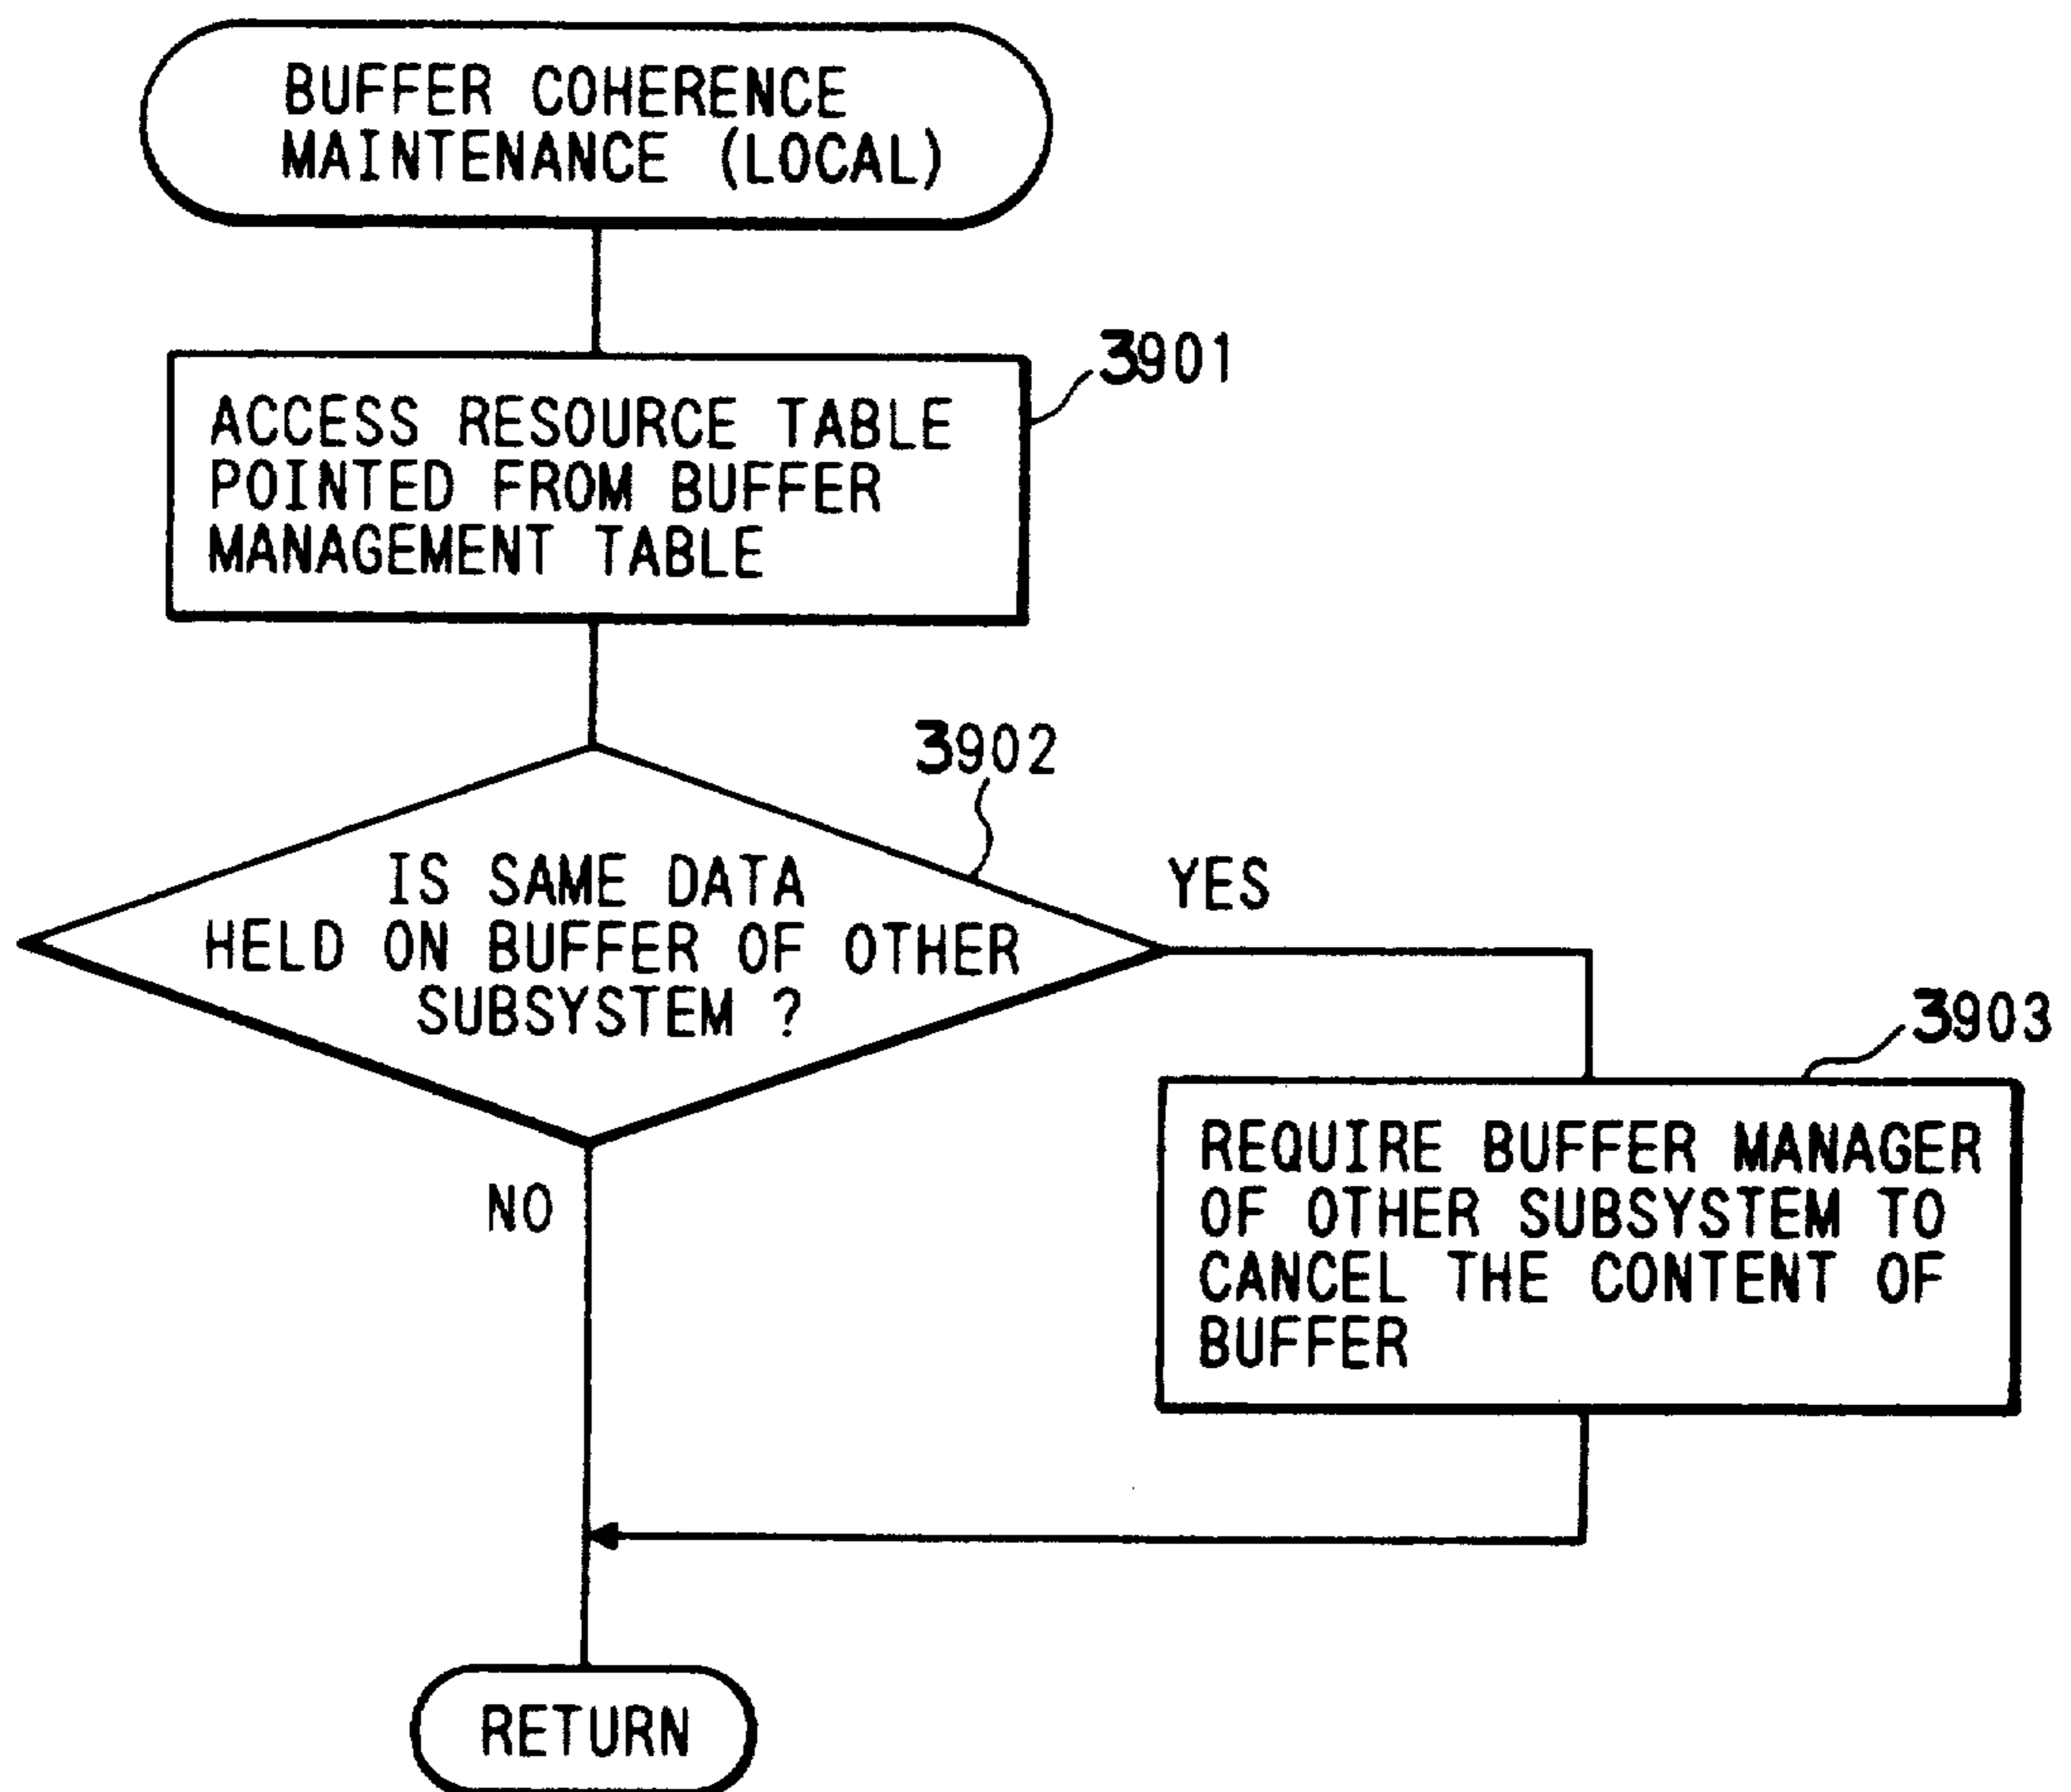 BUFFER COHERENCE
MAINTENANCE (LOCAL)
3901
ACCESS RESOURCE TABLE
POINTED FROM BUFFER
MANAGEMENT TABLE
3902
IS SAME DATA
HELD ON BUFFER OF OTHER
SUBSYSTEM ?
YES
3903
REQUIRE BUFFER MANAGER
OF OTHER SUBSYSTEM TO
CANCEL THE CONTENT OF
BUFFER
NO
RETURN